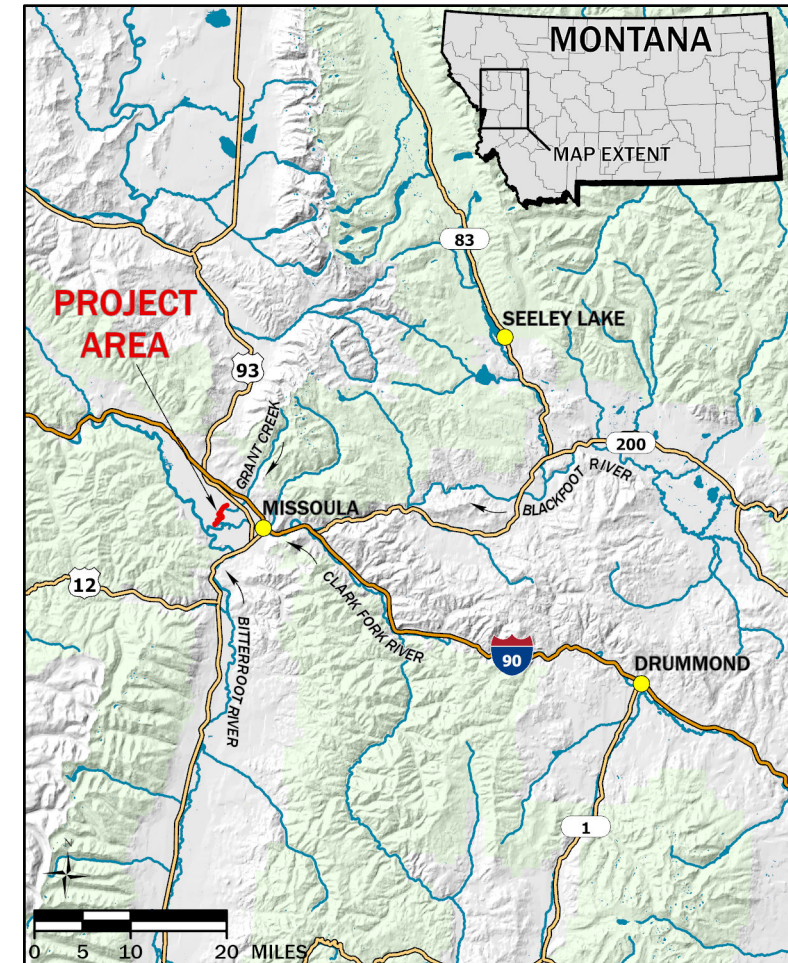 MONTANA
MAP EXTENT
83
SEELEY LAKE
PROJECT
AREA
93
GRANT CREEK
200
BLACKFOOT RIVER
MISSOULA
12
CLARK FORK RIVER
BITTERROOT RIVER
90
DRUMMOND
1
N
0 5 10 20 MILES